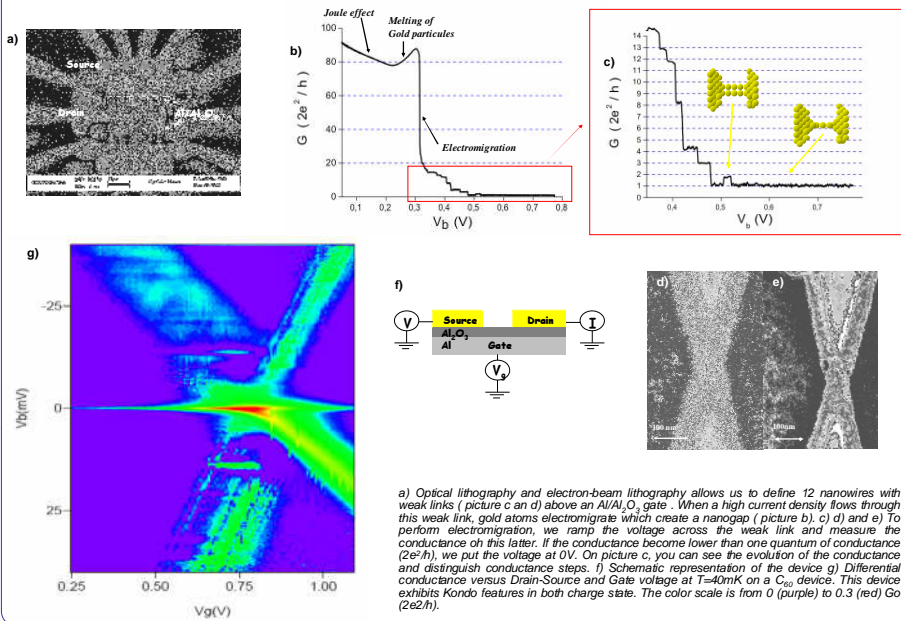 a)
Source
Drain
Al/Al2O3
b)
Joule effect
Melting of
Gold particules
Electromigration
G ( 2e2 / h )
100
80
60
40
20
0
0,1 0,2 0,3 0,4 0,5 0,6 0,7 0,8
Vb (V)
c)
G ( 2e2 / h )
14
13
12
11
10
9
8
7
6
5
4
3
2
1
0,4 0,5 0,6 0,7
Vb (V)
g)
Vb(mV)
-25
0
25
0.25 0.50 0.75 1.00
Vg(V)
f)
V
Source
Drain
I
Al2O3
Al Gate
Vg
d)
100 nm
e)
100nm
a) Optical lithography and electron-beam lithography allows us to define 12 nanowires with
weak links ( picture c and d) above an Al/Al2O3 gate . When a high current density flows through
this weak link, gold atoms electromigrate which create a nanogap ( picture b). c) d) and e) To
perform electromigration, we ramp the voltage across the weak link and measure the
conductance oh this latter. If the conductance become lower than one quantum of conductance
(2e2/h), we put the voltage at 0V. On picture c, you can see the evolution of the conductance
and distinguish conductance steps. f) Schematic representation of the device g) Differential
conductance versus Drain-Source and Gate voltage at T=40mK on a C60 device. This device
exhibits Kondo features in both charge state. The color scale is from 0 (purple) to 0.3 (red) Go
(2e2/h).